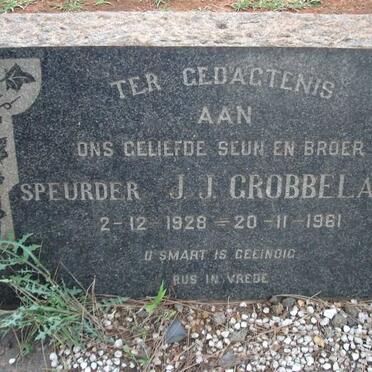 TER GEDAGTENIS
AAN
ONS GELIEFDE SEUN EN BROER
SPEURDER J. J. GROBBELA
2-12-1928 = 20-11-1961
U SMART IS GEEINDIG
RUS IN VREDE